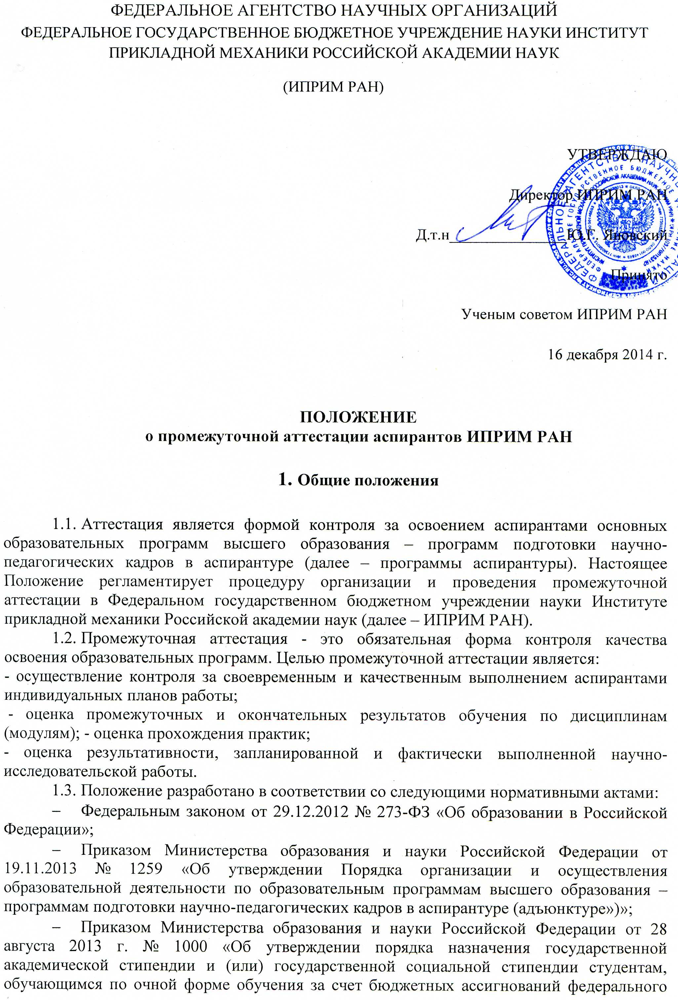 ФЕДЕРАЛЬНОЕ АГЕНТСТВО НАУЧНЫХ ОРГАНИЗАЦИЙ
ФЕДЕРАЛЬНОЕ ГОСУДАРСТВЕННОЕ БЮДЖЕТНОЕ УЧРЕЖДЕНИЕ НАУКИ ИНСТИТУТ
ПРИКЛАДНОЙ МЕХАНИКИ РОССИЙСКОЙ АКАДЕМИИ НАУК
(ИПРИМ РАН)
УТВЕРЖДАЮ
Директор ИПРИМ РАН
Д.т.н______________Ю.Г. Яновский
Принято
Ученым советом ИПРИМ РАН
16 декабря 2014 г.
ПОЛОЖЕНИЕ
о промежуточной аттестации аспирантов ИПРИМ РАН
1. Общие положения
1.1. Аттестация является формой контроля за освоением аспирантами основных
образовательных программ высшего образования – программ подготовки научно-
педагогических кадров в аспирантуре (далее – программы аспирантуры). Настоящее
Положение регламентирует процедуру организации и проведения промежуточной
аттестации в Федеральном государственном бюджетном учреждении науки Институте
прикладной механики Российской академии наук (далее – ИПРИМ РАН).
1.2. Промежуточная аттестация - это обязательная форма контроля качества
освоения образовательных программ. Целью промежуточной аттестации является:
- осуществление контроля за своевременным и качественным выполнением аспирантами
индивидуальных планов работы;
- оценка промежуточных и окончательных результатов обучения по дисциплинам
(модулям); - оценка прохождения практик;
- оценка результативности, запланированной и фактически выполненной научно-
исследовательской работы.
1.3. Положение разработано в соответствии со следующими нормативными актами:
– Федеральным законом от 29.12.2012 № 273-ФЗ «Об образовании в Российской
Федерации»;
– Приказом Министерства образования и науки Российской Федерации от
19.11.2013 № 1259 «Об утверждении Порядка организации и осуществления
образовательной деятельности по образовательным программам высшего образования –
программам подготовки научно-педагогических кадров в аспирантуре (адъюнктуре»)»;
– Приказом Министерства образования и науки Российской Федерации от 28
августа 2013 г. № 1000 «Об утверждении порядка назначения государственной
академической стипендии и (или) государственной социальной стипендии студентам,
обучающимся по очной форме обучения за счет бюджетных ассигнований федерального